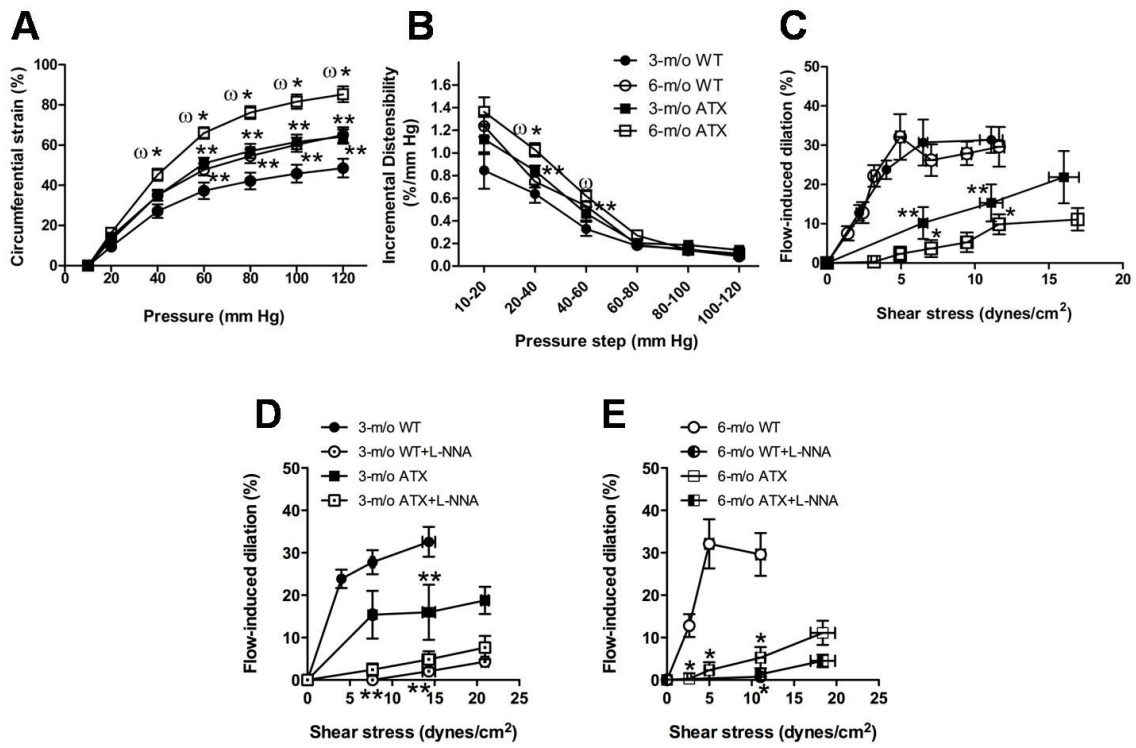 A
B
C
Circumferential strain (%)
100
80
60
40
20
0
0
20
40
60
80
100
120
Pressure (mm Hg)
ω *
ω *
ω *
ω *
ω *
**
**
**
**
**
**
**
**
Incremental Distensibility
(%/mm Hg)
1.6
1.4
1.2
1.0
0.8
0.6
0.4
0.2
0.0
10-20
20-40
40-60
60-80
80-100
100-120
Pressure step (mm Hg)
ω *
**
ω
**
3-m/o WT
6-m/o WT
3-m/o ATX
6-m/o ATX
Flow-induced dilation (%)
50
40
30
20
10
0
0
5
10
15
20
Shear stress (dynes/cm²)
**
**
*
*
D
3-m/o WT
3-m/o WT+L-NNA
3-m/o ATX
3-m/o ATX+L-NNA
Flow-induced dilation (%)
50
40
30
20
10
0
0
5
10
15
20
25
Shear stress (dynes/cm²)
**
**
**
E
6-m/o WT
6-m/o WT+L-NNA
6-m/o ATX
6-m/o ATX+L-NNA
Flow-induced dilation (%)
50
40
30
20
10
0
0
5
10
15
20
25
Shear stress (dynes/cm²)
*
*
*
*